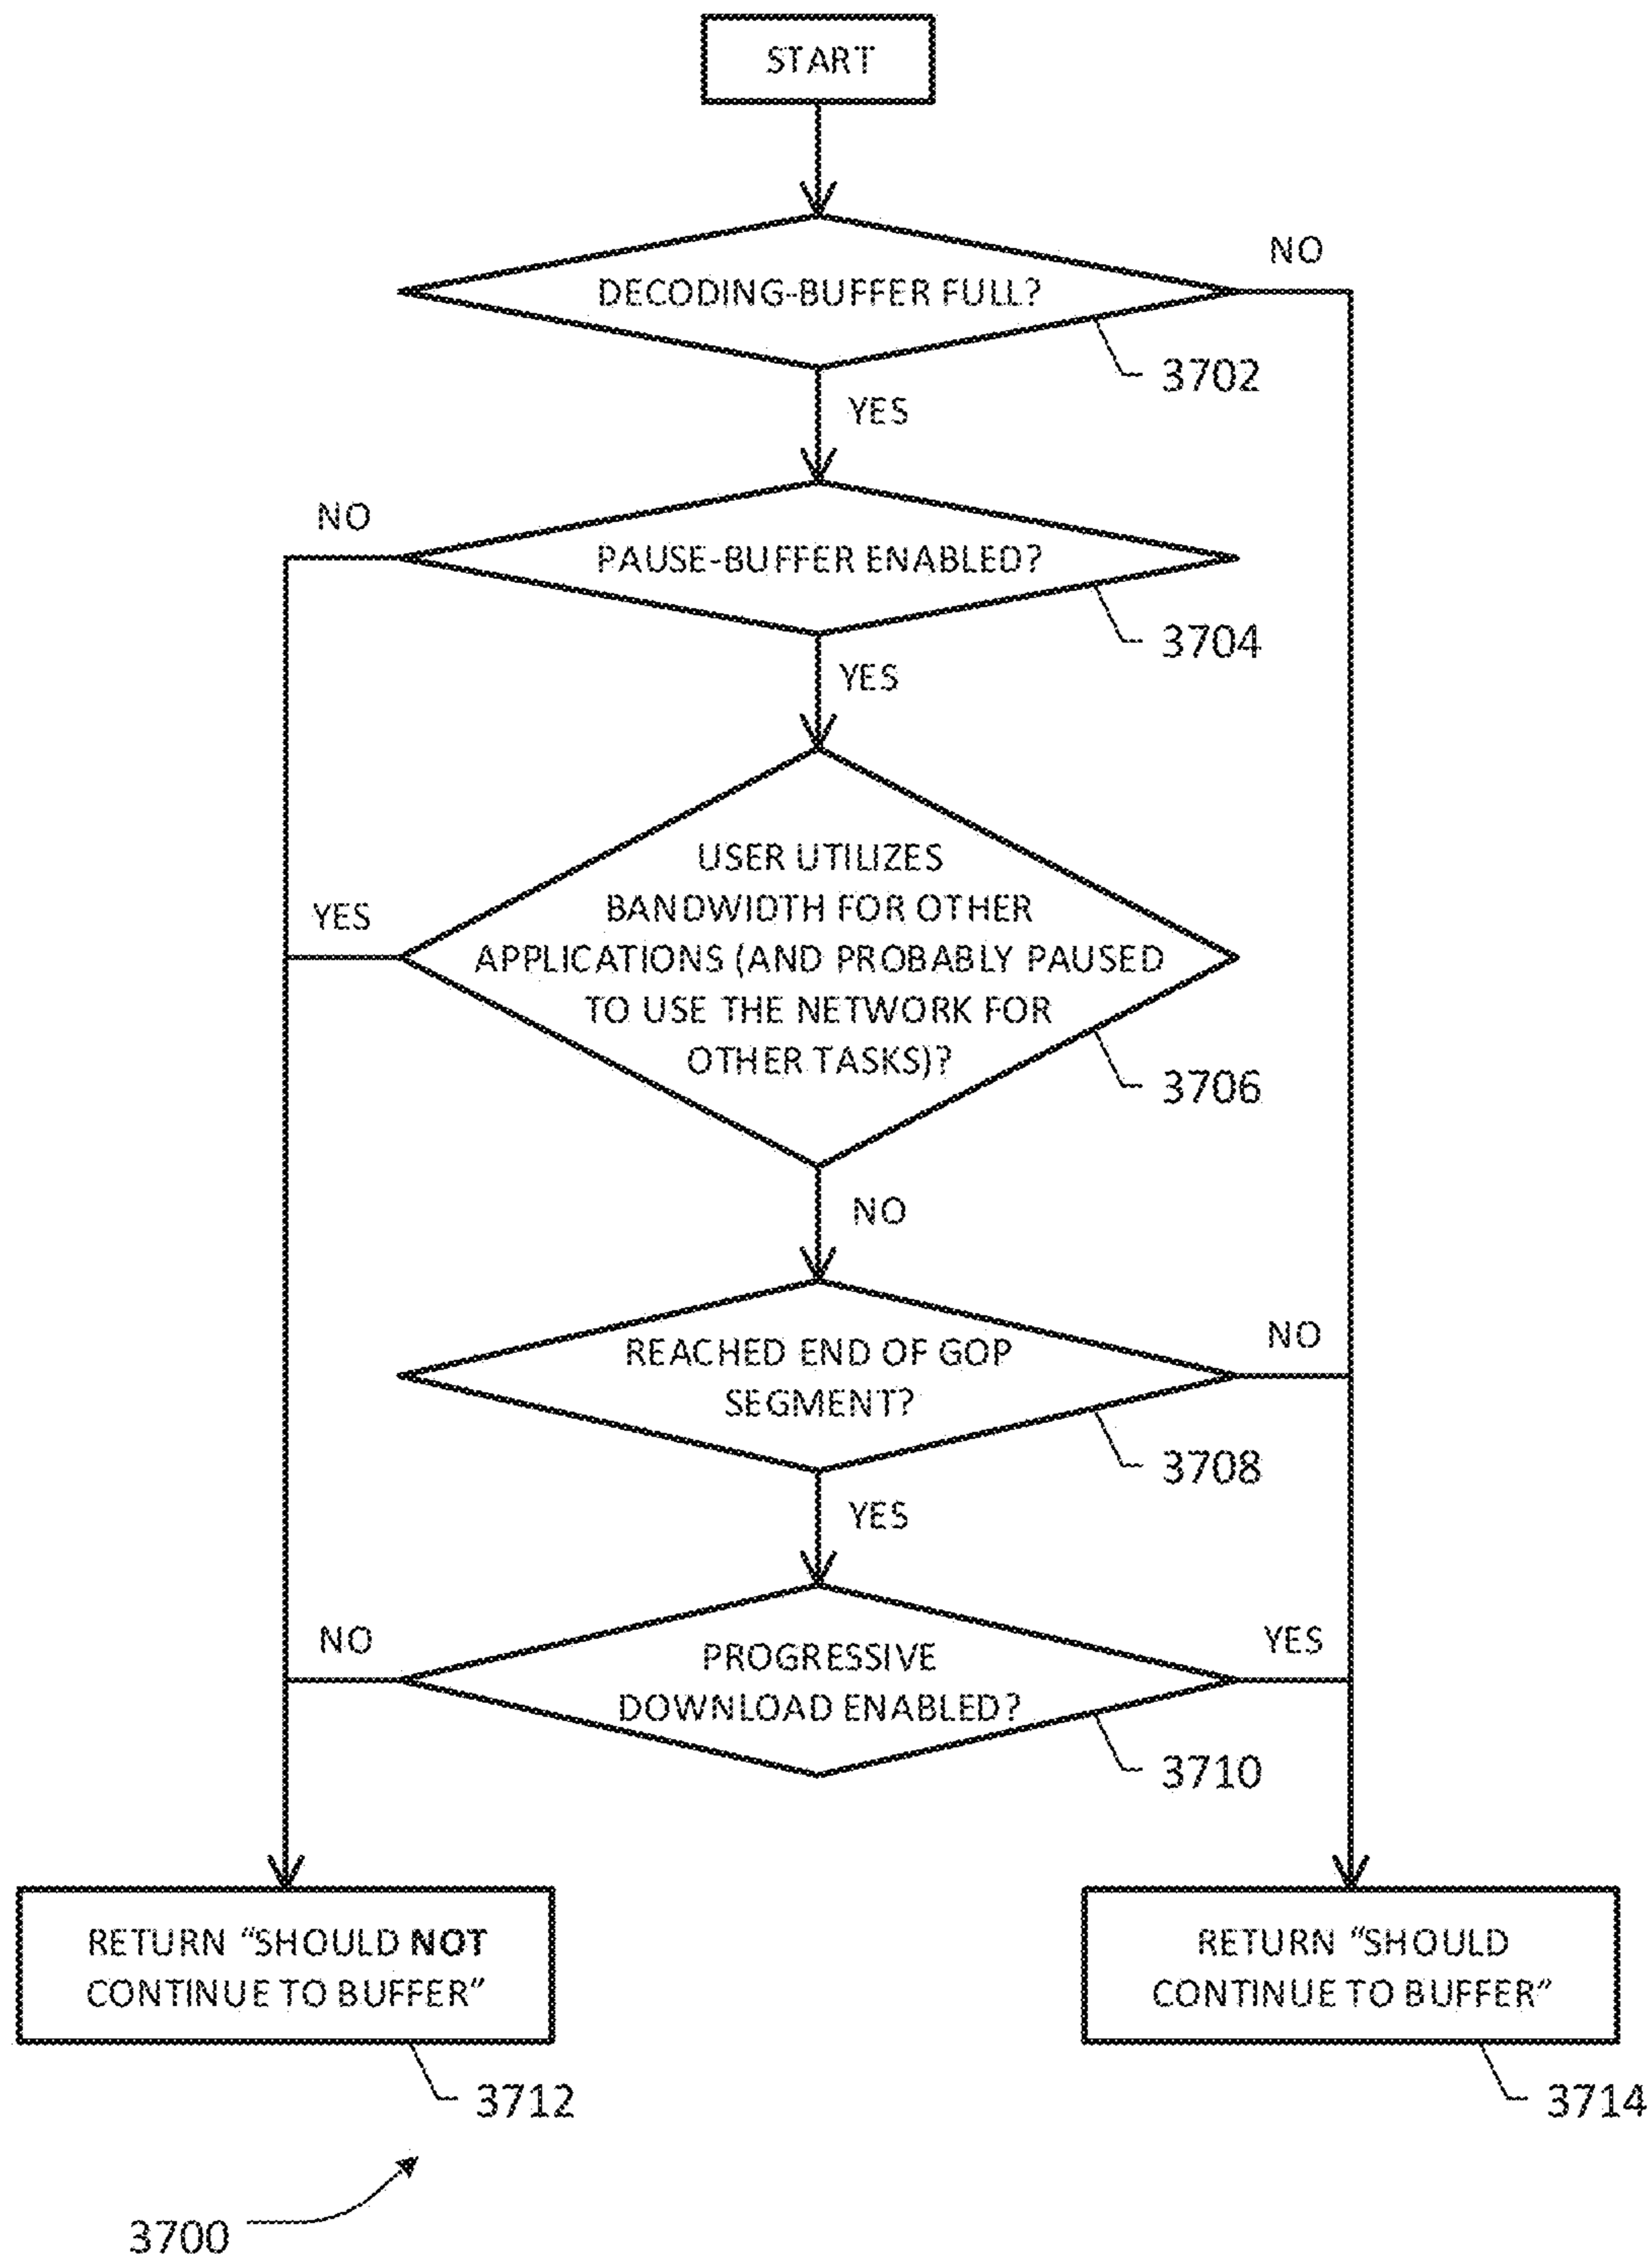 START
DECODING-BUFFER FULL?
NO
3702
YES
NO
PAUSE-BUFFER ENABLED?
3704
YES
USER UTILIZES
BANDWIDTH FOR OTHER
APPLICATIONS (AND PROBABLY PAUSED
TO USE THE NETWORK FOR
OTHER TASKS)?
YES
3706
NO
REACHED END OF GOP
SEGMENT?
NO
3708
YES
NO
PROGRESSIVE
DOWNLOAD ENABLED?
YES
3710
RETURN “SHOULD NOT
CONTINUE TO BUFFER”
3712
RETURN “SHOULD
CONTINUE TO BUFFER”
3714
3700